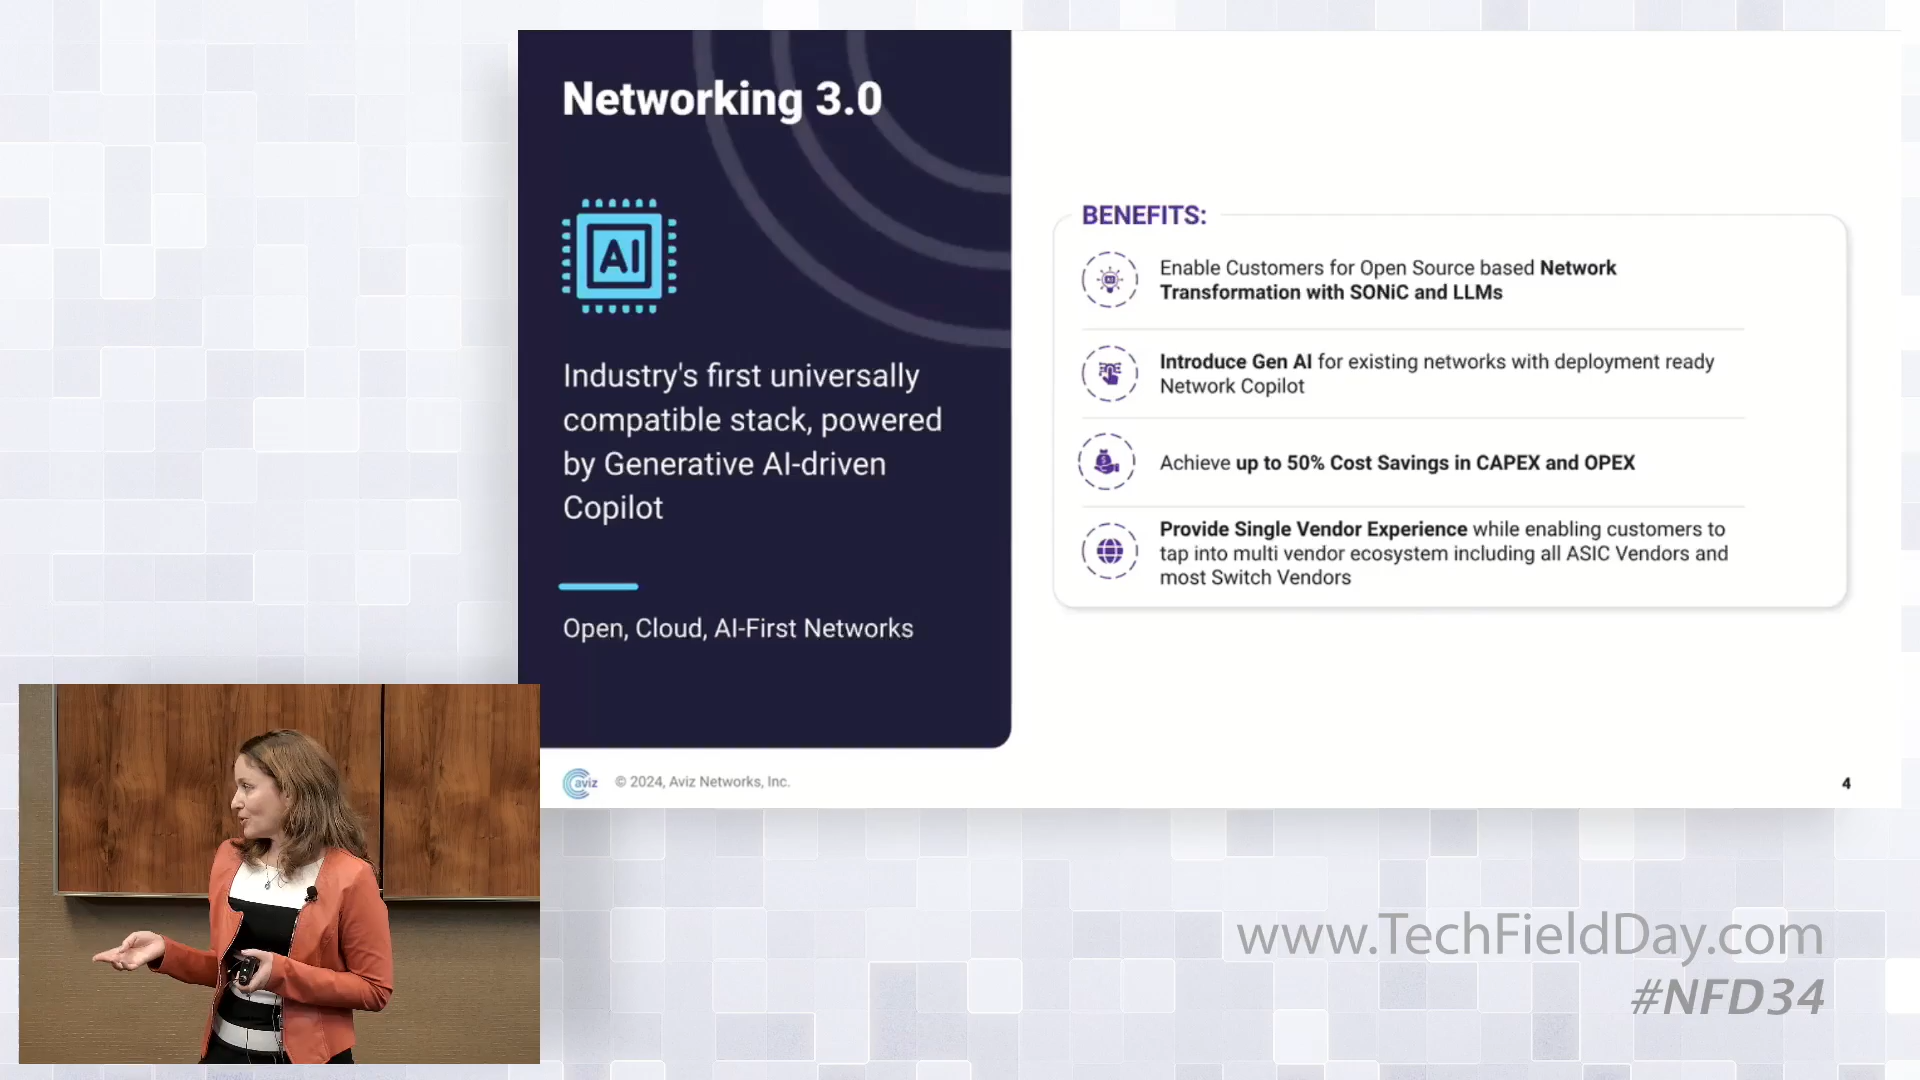 Networking 3.0
AI
Industry's first universally
compatible stack, powered
by Generative AI-driven
Copilot
Open, Cloud, AI-First Networks
BENEFITS:
Enable Customers for Open Source based Network
Transformation with SONiC and LLMs
Introduce Gen AI for existing networks with deployment ready
Network Copilot
Achieve up to 50% Cost Savings in CAPEX and OPEX
Provide Single Vendor Experience while enabling customers to
tap into multi vendor ecosystem including all ASIC Vendors and
most Switch Vendors
aviz
© 2024, Aviz Networks, Inc.
4
www.TechFieldDay.com
#NFD34